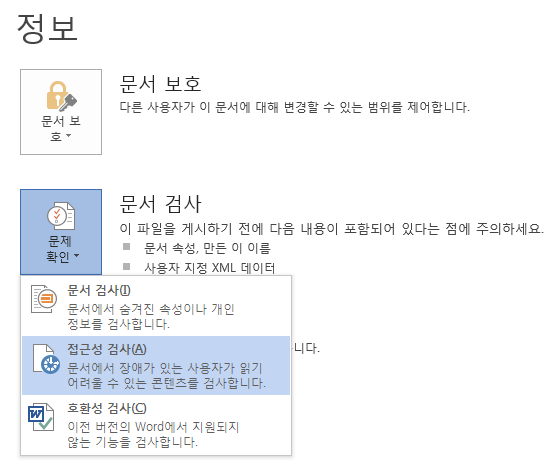 정보
문서 보호
다른 사용자가 이 문서에 대해 변경할 수 있는 범위를 제어합니다.
문서 보
호
문서 검사
이 파일을 게시하기 전에 다음 내용이 포함되어 있다는 점에 주의하세요.
문서 속성, 만든 이 이름
사용자 지정 XML 데이터
문제
확인
문서 검사(I)
문서에서 숨겨진 속성이나 개인
정보를 검사합니다.
접근성 검사(A)
문서에서 장애가 있는 사용자가 읽기
어려울 수 있는 콘텐츠를 검사합니다.
니다.
호환성 검사(C)
이전 버전의 Word에서 지원되지
않는 기능을 검사합니다.